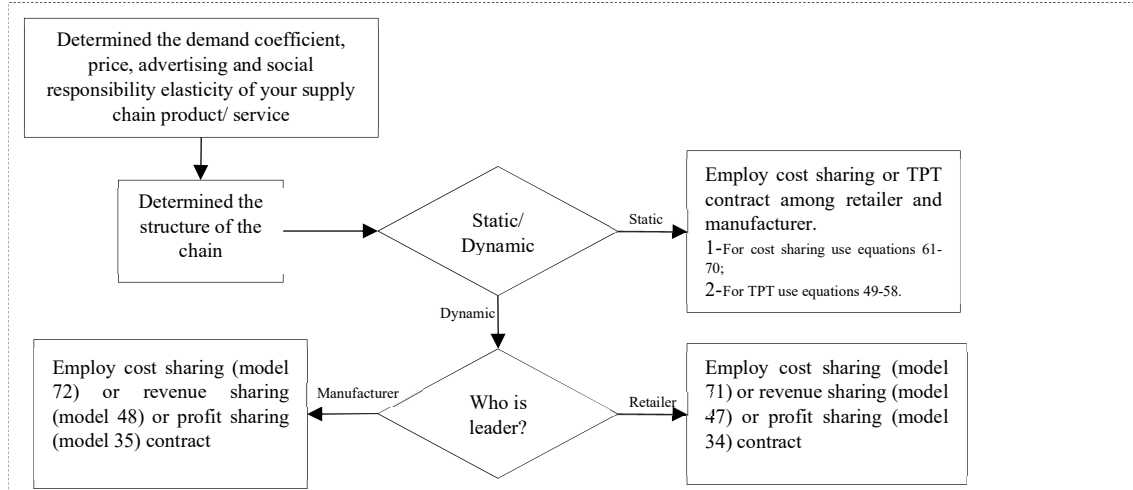 Determined the demand coefficient,
price, advertising and social
responsibility elasticity of your supply
chain product/ service
Determined the
structure of the
chain
Static/
Dynamic
Static
Employ cost sharing or TPT
contract among retailer and
manufacturer.
1-For cost sharing use equations 61-
70;
2-For TPT use equations 49-58.
Dynamic
Employ cost sharing (model
72) or revenue sharing
(model 48) or profit sharing
(model 35) contract
Manufacturer
Who is
leader?
Retailer
Employ cost sharing (model
71) or revenue sharing (model
47) or profit sharing (model
34) contract